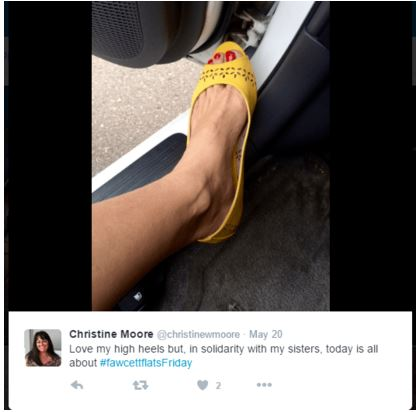 Christine Moore @christinewmoore · May 20
Love my high heels but, in solidarity with my sisters, today is all
about #fawcettflatsFriday
2